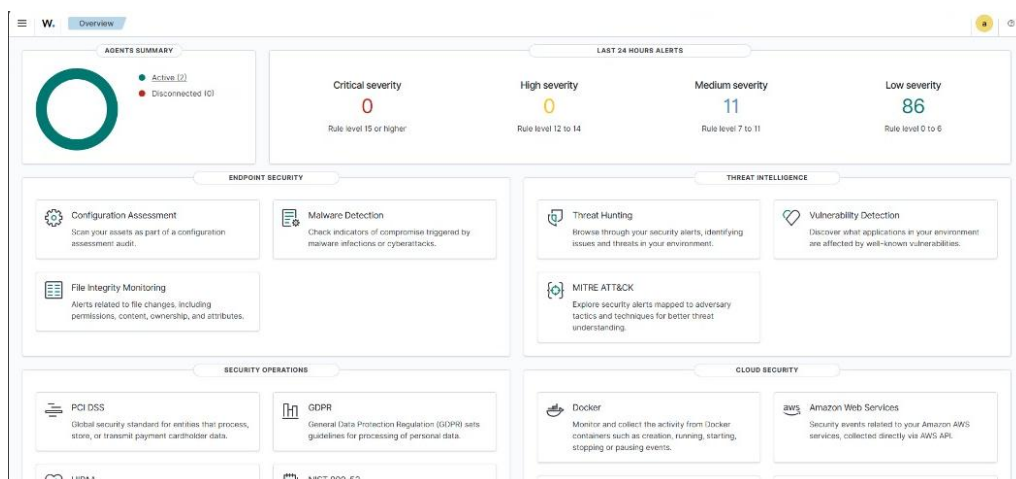 W.
Overview
a
AGENTS SUMMARY
Active (2)
Disconnected (0)
LAST 24 HOURS ALERTS
Critical severity
0
Rule level 15 or higher
High severity
0
Rule level 12 to 14
Medium severity
11
Rule level 7 to 11
Low severity
86
Rule level 0 to 6
ENDPOINT SECURITY
Configuration Assessment
Scan your assets as part of a configuration
assessment audit.
Malware Detection
Check indicators of compromise triggered by
malware infections or cyberattacks.
File Integrity Monitoring
Alerts related to file changes, including
permissions, content, ownership, and attributes.
THREAT INTELLIGENCE
Threat Hunting
Browse through your security alerts, identifying
issues and threats in your environment.
Vulnerability Detection
Discover what applications in your environment
are affected by well-known vulnerabilities.
MITRE ATT&CK
Explore security alerts mapped to adversary
tactics and techniques for better threat
understanding.
SECURITY OPERATIONS
PCI DSS
Global security standard for entities that process,
store, or transmit payment cardholder data.
GDPR
General Data Protection Regulation (GDPR) sets
guidelines for processing of personal data.
CLOUD SECURITY
Docker
Monitor and collect the activity from Docker
containers such as creation, running, starting,
stopping or pausing events.
aws
Amazon Web Services
Security events related to your Amazon AWS
services, collected directly via AWS API.